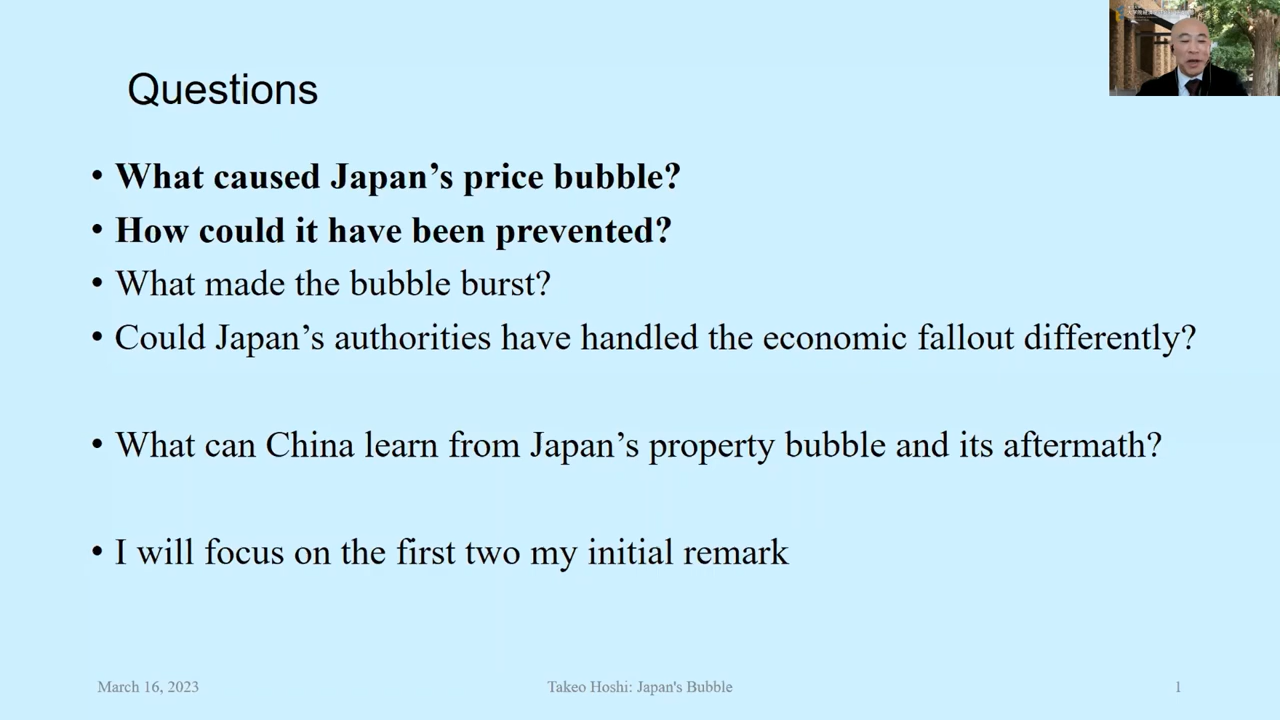 Questions
• What caused Japan’s price bubble?
• How could it have been prevented?
• What made the bubble burst?
• Could Japan’s authorities have handled the economic fallout differently?
• What can China learn from Japan’s property bubble and its aftermath?
• I will focus on the first two my initial remark
March 16, 2023
Takeo Hoshi: Japan's Bubble
1